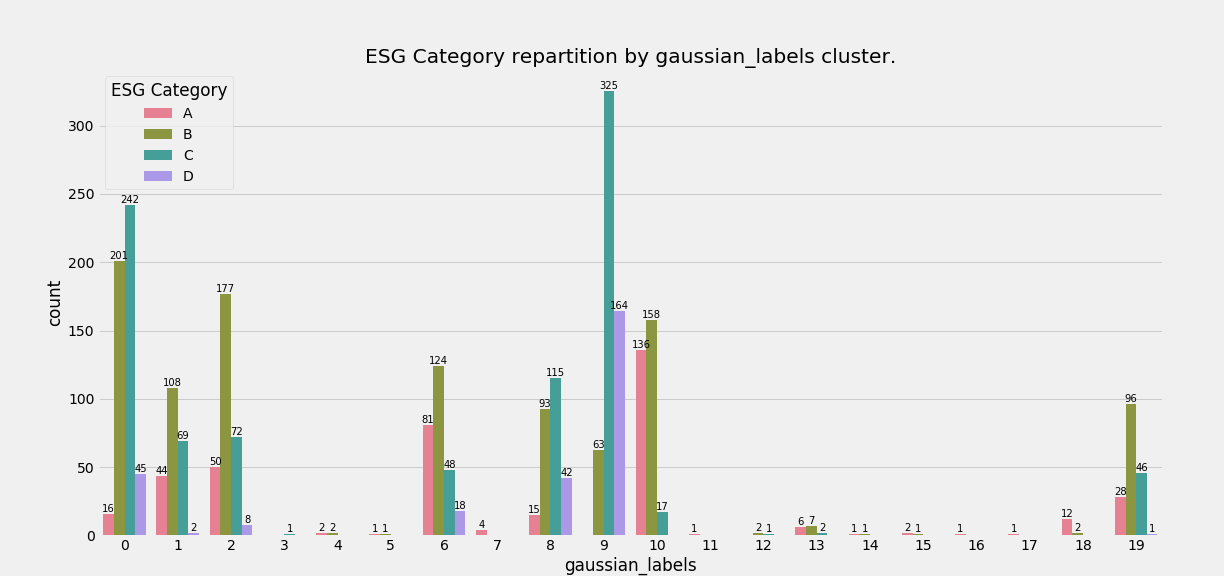 ESG Category repartition by gaussian_labels cluster.
ESG Category
A
B
C
D
count
300
250
200
150
100
50
0
16 201 242 45
44 108 69 2
50 177 72 8
1
2 2
1 1
81 124 48 18
4
15 93 115 42
63 325 164
136 158 17
1
2 1
6 7 2
1 1
2 1
1
1
12 2
28 96 46 1
0 1 2 3 4 5 6 7 8 9 10 11 12 13 14 15 16 17 18 19
gaussian_labels